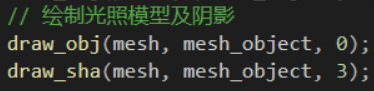 // 绘制光照模型及阴影
draw_obj(mesh, mesh_object, 0);
draw_sha(mesh, mesh_object, 3);